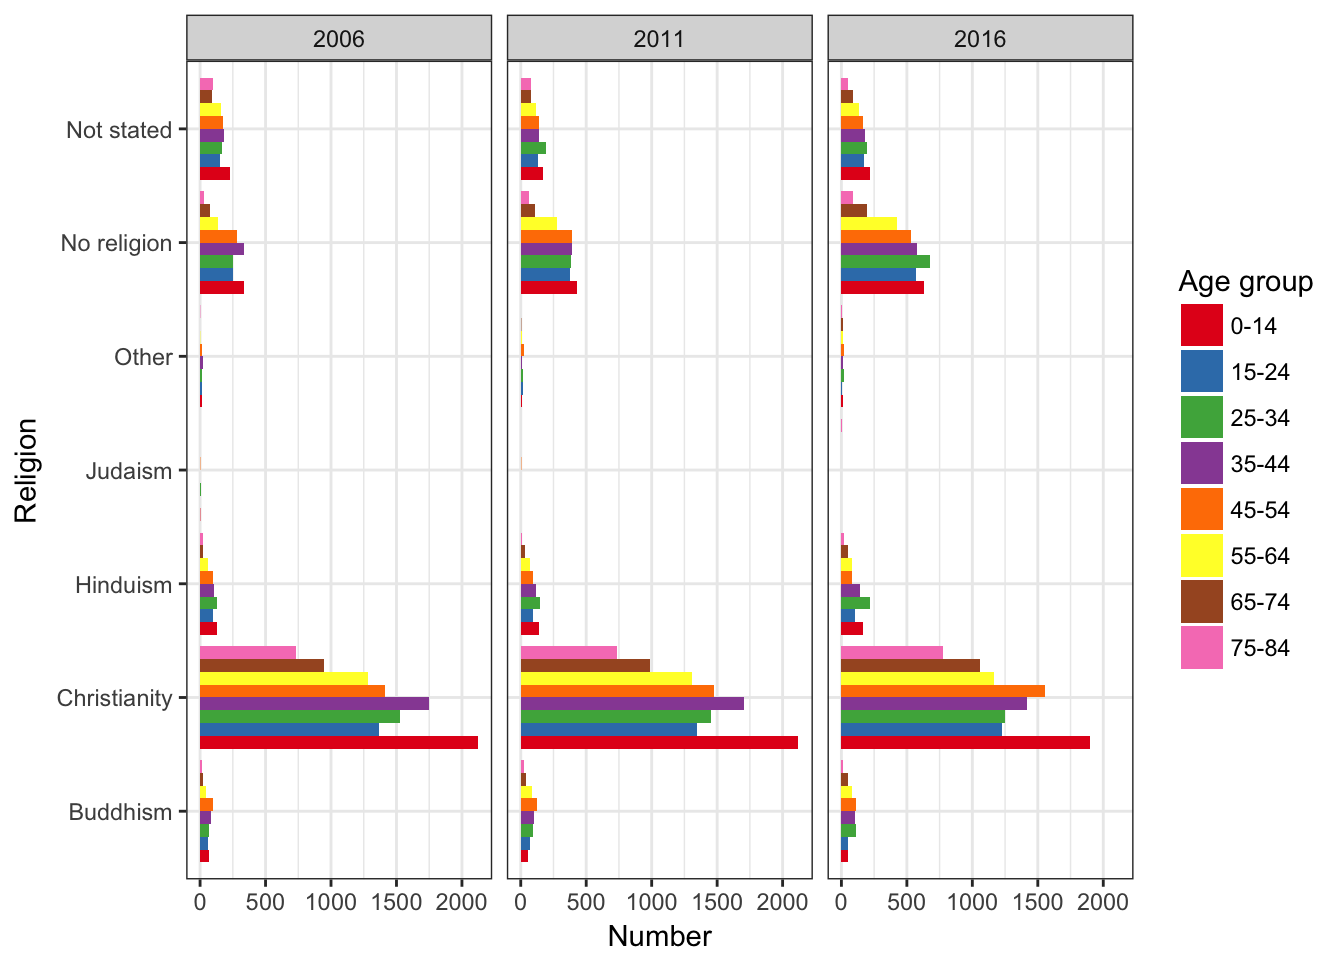 2006 2011 2016
Not stated
No religion
Other
Judaism
Hinduism
Christianity
Buddhism
Religion
0 500 1000 1500 2000 0 500 1000 1500 2000 0 500 1000 1500 2000
Number
Age group
0-14
15-24
25-34
35-44
45-54
55-64
65-74
75-84